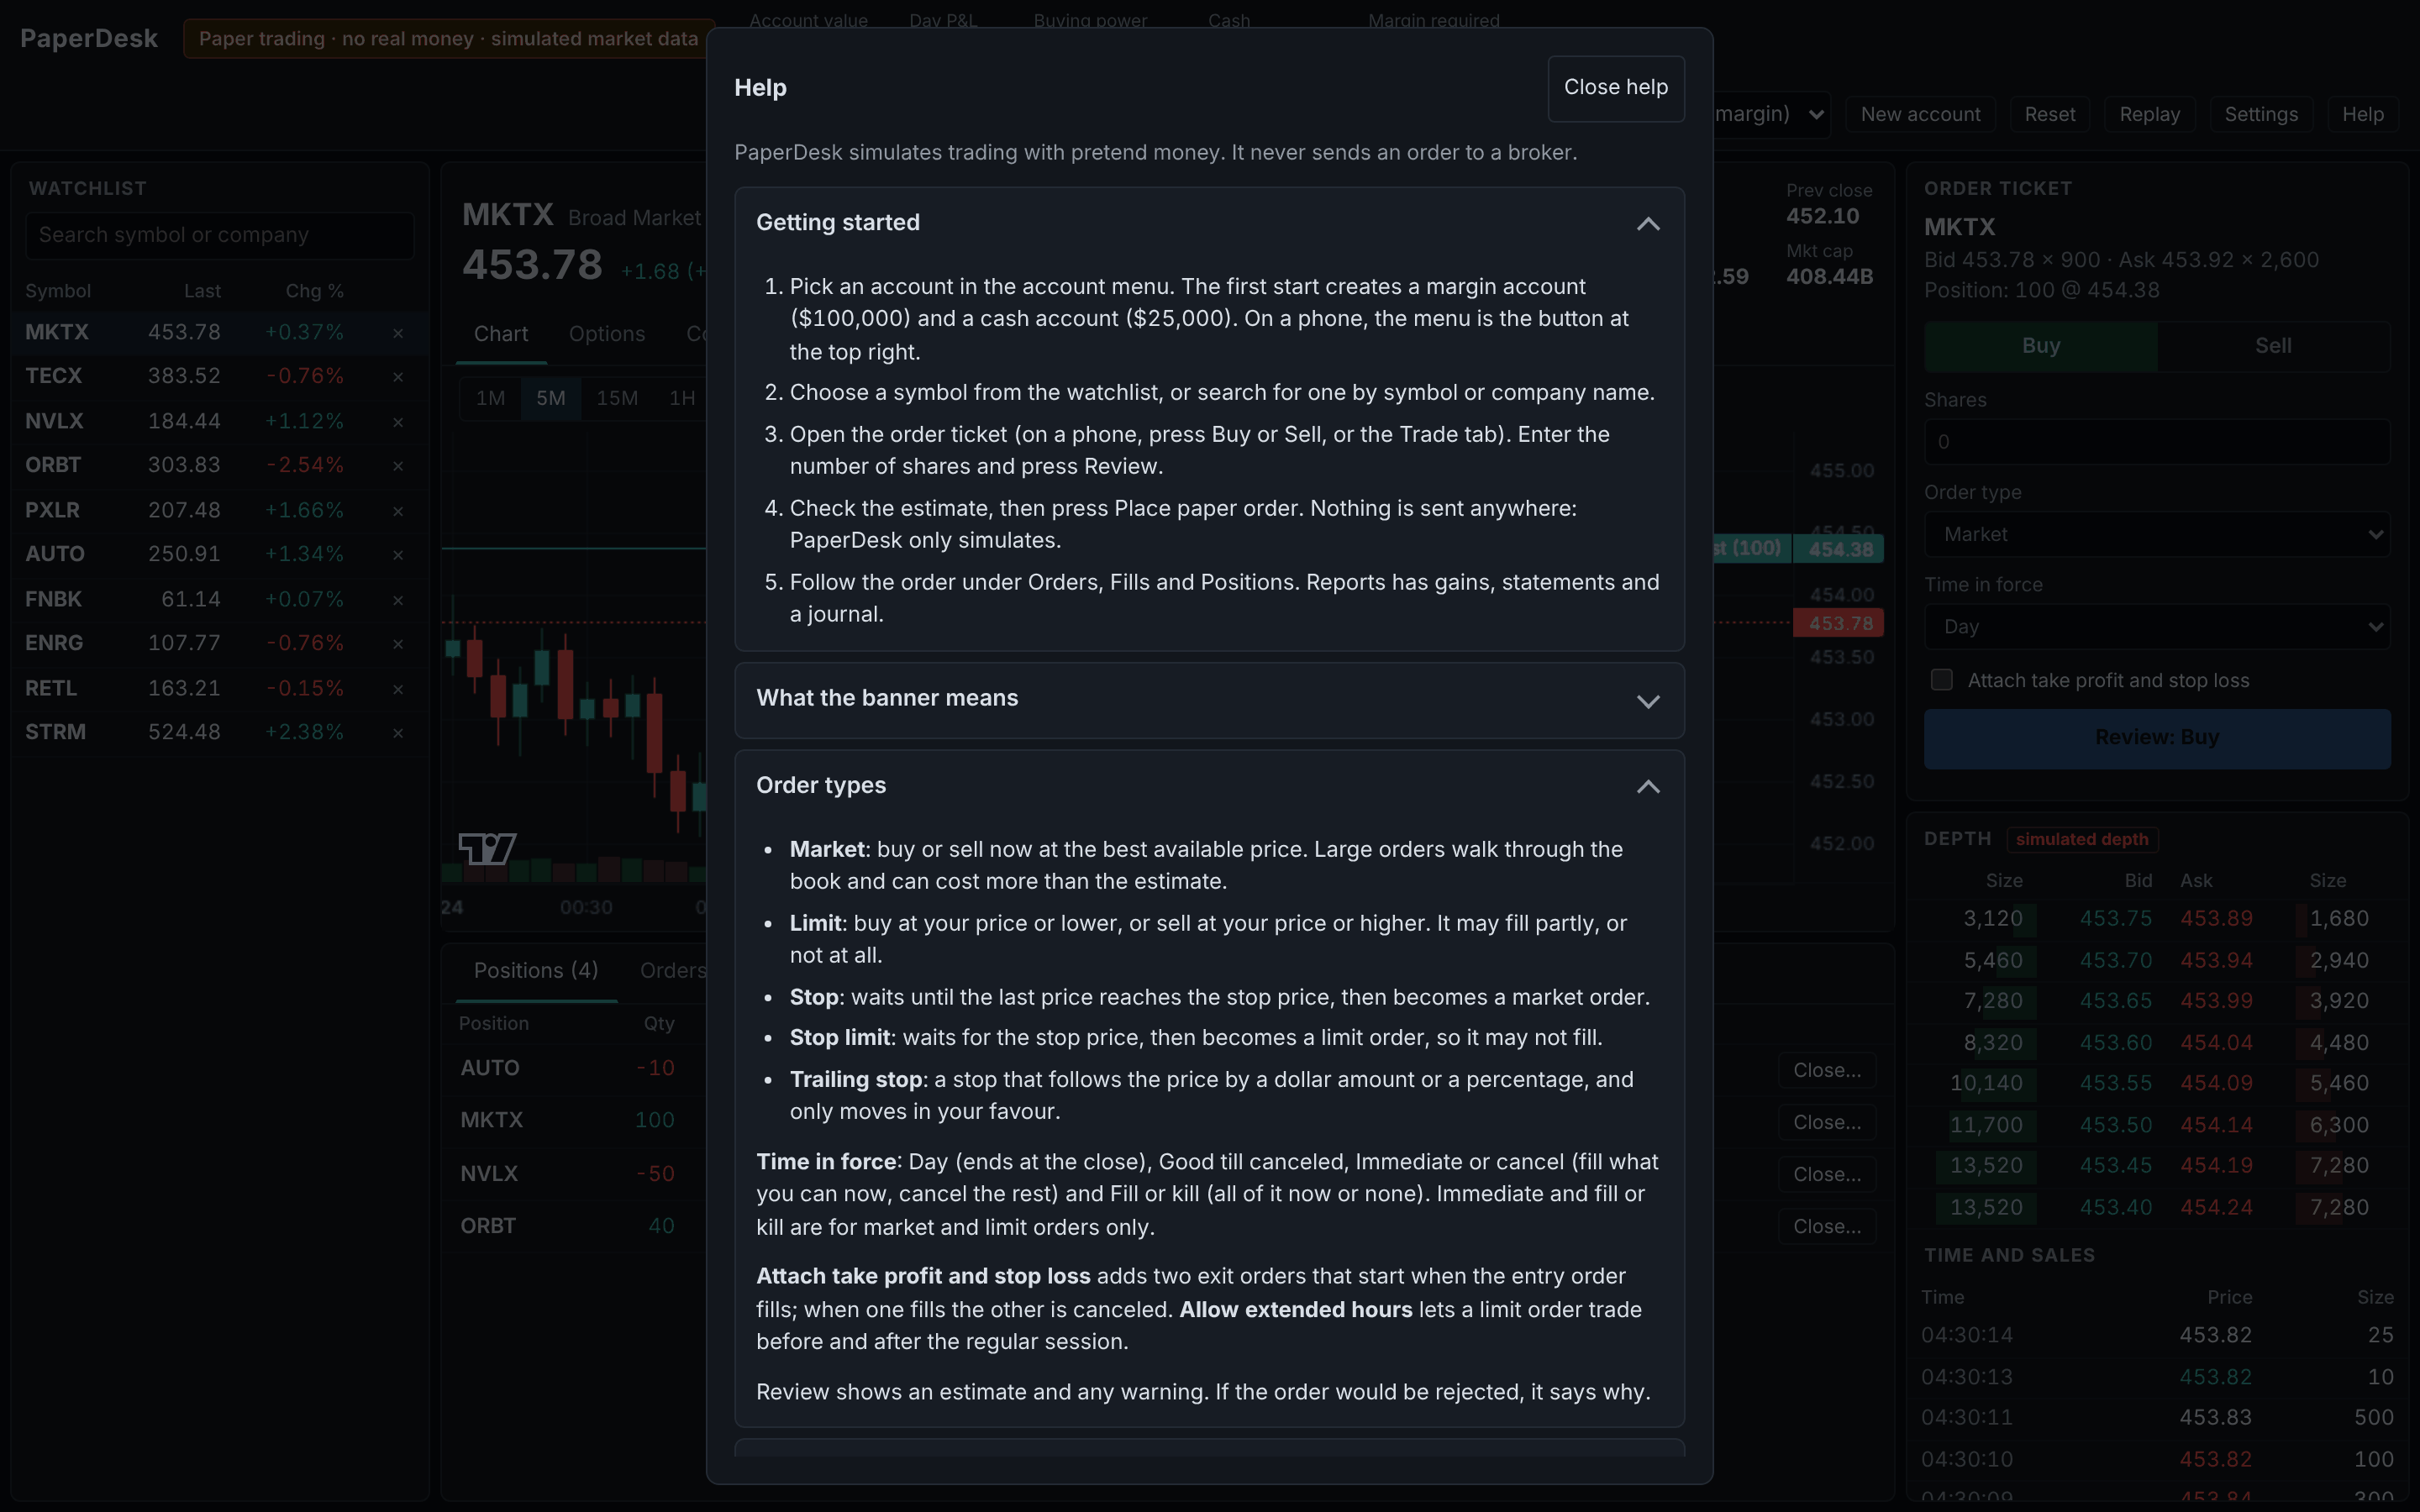 PaperDesk
Paper trading · no real money · simulated market data
Account value
Day P&L
Buying power
Cash
Margin required
margin)
New account
Reset
Replay
Settings
Help
WATCHLIST
Search symbol or company
Symbol Last Chg %
MKTX 453.78 +0.37% ×
TECX 383.52 -0.76% ×
NVLX 184.44 +1.12% ×
ORBT 303.83 -2.54% ×
PXLR 207.48 +1.66% ×
AUTO 250.91 +1.34% ×
FNBK 61.14 +0.07% ×
ENRG 107.77 -0.76% ×
RETL 163.21 -0.15% ×
STRM 524.48 +2.38% ×
MKTX Broad Market
453.78 +1.68 (+
Chart Options
1M 5M 15M 1H
24 00:30
Positions (4) Orders
Position Qty
AUTO -10
MKTX 100
NVLX -50
ORBT 40
Help
Close help
PaperDesk simulates trading with pretend money. It never sends an order to a broker.
Getting started
1. Pick an account in the account menu. The first start creates a margin account
($100,000) and a cash account ($25,000). On a phone, the menu is the button at
the top right.
2. Choose a symbol from the watchlist, or search for one by symbol or company name.
3. Open the order ticket (on a phone, press Buy or Sell, or the Trade tab). Enter the
number of shares and press Review.
4. Check the estimate, then press Place paper order. Nothing is sent anywhere:
PaperDesk only simulates.
5. Follow the order under Orders, Fills and Positions. Reports has gains, statements and
a journal.
What the banner means
Order types
• Market: buy or sell now at the best available price. Large orders walk through the
book and can cost more than the estimate.
• Limit: buy at your price or lower, or sell at your price or higher. It may fill partly, or
not at all.
• Stop: waits until the last price reaches the stop price, then becomes a market order.
• Stop limit: waits for the stop price, then becomes a limit order, so it may not fill.
• Trailing stop: a stop that follows the price by a dollar amount or a percentage, and
only moves in your favour.
Time in force: Day (ends at the close), Good till canceled, Immediate or cancel (fill what
you can now, cancel the rest) and Fill or kill (all of it now or none). Immediate and fill or
kill are for market and limit orders only.
Attach take profit and stop loss adds two exit orders that start when the entry order
fills; when one fills the other is canceled. Allow extended hours lets a limit order trade
before and after the regular session.
Review shows an estimate and any warning. If the order would be rejected, it says why.
Prev close
452.10
Mkt cap
.59 408.44B
455.00
454.50
st (100) 454.38
454.00
453.78
453.50
453.00
452.50
452.00
Close...
Close...
Close...
Close...
ORDER TICKET
MKTX
Bid 453.78 × 900 · Ask 453.92 × 2,600
Position: 100 @ 454.38
Buy Sell
Shares
0
Order type
Market
Time in force
Day
Attach take profit and stop loss
Review: Buy
DEPTH simulated depth
Size Bid Ask Size
3,120 453.75 453.89 1,680
5,460 453.70 453.94 2,940
7,280 453.65 453.99 3,920
8,320 453.60 454.04 4,480
10,140 453.55 454.09 5,460
11,700 453.50 454.14 6,300
13,520 453.45 454.19 7,280
13,520 453.40 454.24 7,280
TIME AND SALES
Time Price Size
04:30:14 453.82 25
04:30:13 453.82 10
04:30:11 453.83 500
04:30:10 453.82 100
04:30:09 453.84 300